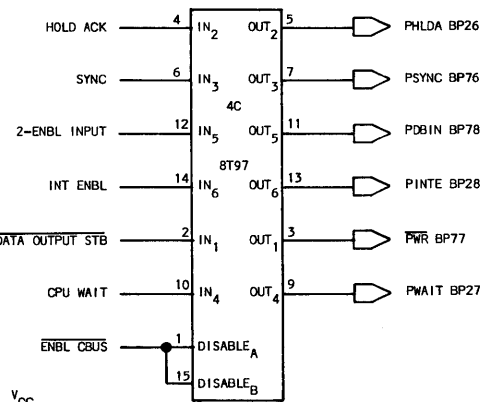 HOLD ACK 4 IN2 OUT2 5 PHLDA BP26
SYNC 6 IN3 OUT3 7 PSYNC BP76
4C
2-ENBL INPUT 12 IN5 OUT5 11 PDBIN BP78
8T97
INT ENBL 14 IN6 OUT6 13 PINTE BP28
DATA OUTPUT STB 2 IN1 OUT1 3 PWR BP77
CPU WAIT 10 IN4 OUT4 9 PWAIT BP27
ENBL CBUS 1 DISABLEA
15 DISABLEB
VCC